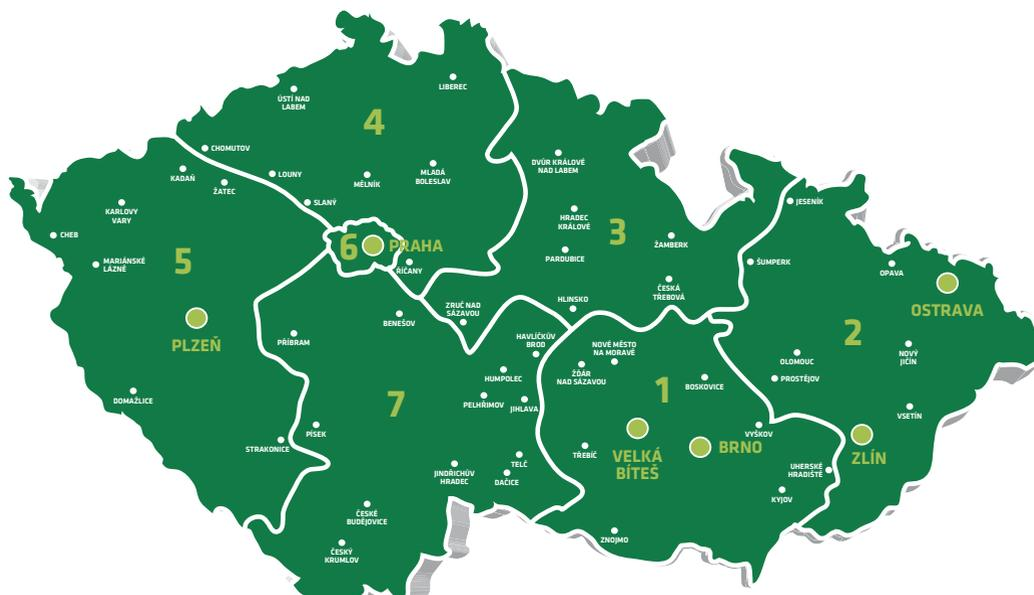 LIBEREC
ÚSTÍ NAD
LABEM
4
CHOMUTOV
KADAŇ
ŽATEC
LOUNY
MĚLNÍK
MLADÁ
BOLESLAV
SLANÝ
DVŮR KRÁLOVÉ
NAD LABEM
KARLOVY
VARY
CHEB
MARIÁNSKÉ
LÁZNĚ
5
6
PRAHA
ŘÍČANY
HRADEC
KRÁLOVÉ
3
ŽAMBERK
PARDUBICE
ČESKÁ
TŘEBOVÁ
JESENÍK
ŠUMPERK
OPAVA
OSTRAVA
PLZEŇ
PŘÍBRAM
BENEŠOV
ZRUČ NAD
SÁZAVOU
HLINSKO
HAVLÍČKŮV
BROD
NOVÉ MĚSTO
NA MORAVĚ
ŽĎÁR
NAD SÁZAVOU
2
OLOMOUC
NOVÝ
JIČÍN
PROSTĚJOV
DOMAŽLICE
7
HUMPOLEC
PELHŘIMOV
JIHLAVA
1
BOSKOVICE
VSETÍN
STRAKONICE
PÍSEK
JINDŘICHŮV
HRADEC
TELČ
DAČICE
TŘEBÍČ
VELKÁ
BÍTEŠ
BRNO
VYŠKOV
ZLÍN
UHERSKÉ
HRADIŠTĚ
KYJOV
ČESKÉ
BUDĚJOVICE
ČESKÝ
KRUMLOV
ZNOJMO